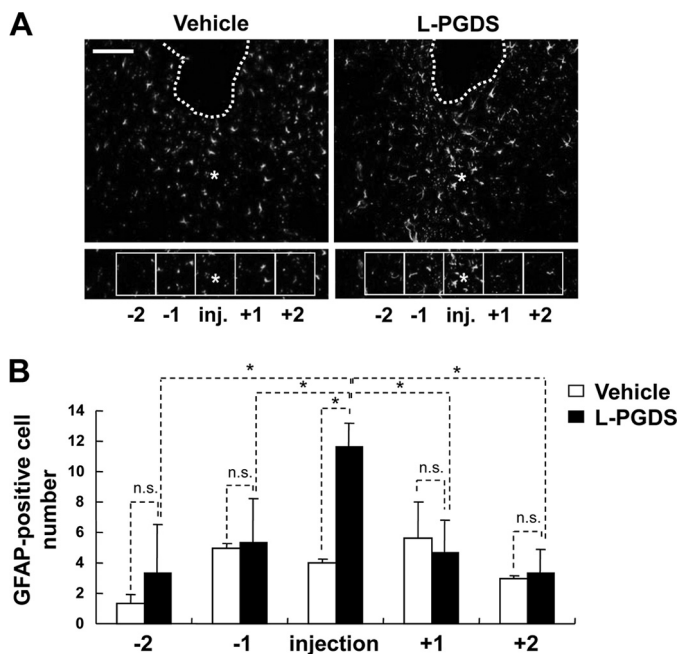 A
Vehicle L-PGDS
*
*
*
*
-2 -1 inj. +1 +2 -2 -1 inj. +1 +2
B
* *
* *
*
n.s. n.s. n.s. n.s.
Vehicle
L-PGDS
GFAP-positive cell
number
14
12
10
8
6
4
2
0
-2 -1 injection +1 +2